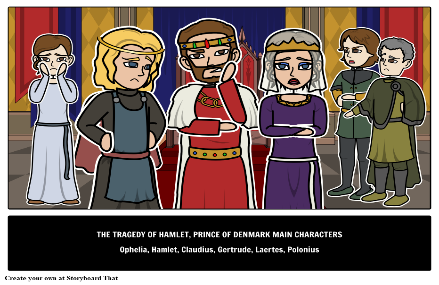 THE TRAGEDY OF HAMLET, PRINCE OF DENMARK MAIN CHARACTERS
Ophelia, Hamlet, Claudius, Gertrude, Laertes, Polonius
Create your own at Storyboard That